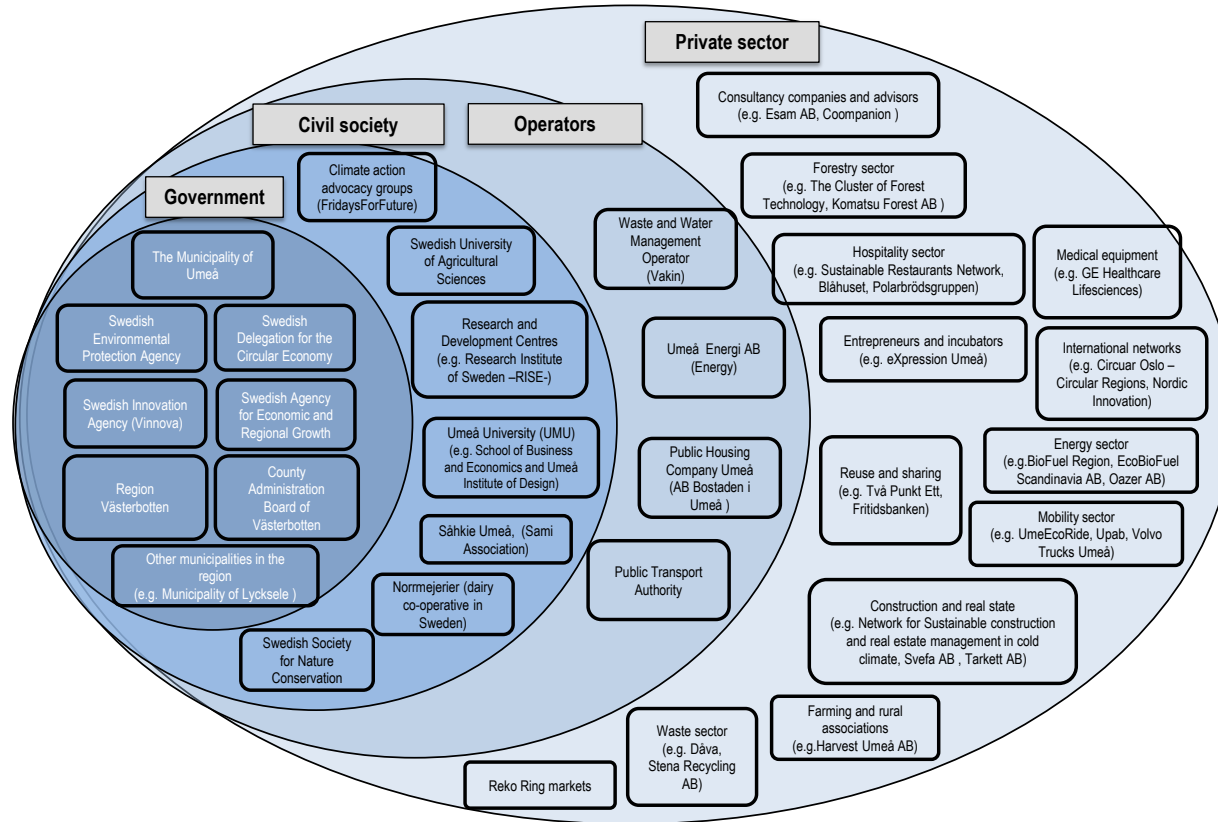 Private sector
Consultancy companies and advisors
(e.g. Esam AB, Coompanion )
Civil society
Operators
Climate action
advocacy groups
(FridaysForFuture)
Forestry sector
(e.g. The Cluster of Forest
Technology, Komatsu Forest AB )
Government
The Municipality of
Umeå
Swedish University
of Agricultural
Sciences
Waste and Water
Management
Operator
(Vakin)
Hospitality sector
(e.g. Sustainable Restaurants Network,
Blåhuset, Polarbrödsgruppen)
Medical equipment
(e.g. GE Healthcare
Lifesciences)
Swedish
Environmental
Protection Agency
Swedish
Delegation for the
Circular Economy
Research and
Development Centres
(e.g. Research Institute
of Sweden –RISE-)
Umeå Energi AB
(Energy)
Entrepreneurs and incubators
(e.g. eXpression Umeå)
International networks
(e.g. Circuar Oslo –
Circular Regions, Nordic
Innovation)
Swedish Innovation
Agency (Vinnova)
Swedish Agency
for Economic and
Regional Growth
Umeå University (UMU)
(e.g. School of Business
and Economics and Umeå
Institute of Design)
Public Housing
Company Umeå
(AB Bostaden i
Umeå )
Reuse and sharing
(e.g. Två Punkt Ett,
Fritidsbanken)
Energy sector
(e.g.BioFuel Region, EcoBioFuel
Scandinavia AB, Oazer AB)
Region
Västerbotten
County
Administration
Board of
Västerbotten
Såhkie Umeå, (Sami
Association)
Mobility sector
(e.g. UmeEcoRide, Upab, Volvo
Trucks Umeå)
Other municipalities in the
region
(e.g. Municipality of Lycksele )
Norrmejerier (dairy
co-operative in
Sweden)
Public Transport
Authority
Construction and real state
(e.g. Network for Sustainable construction
and real estate management in cold
climate, Svefa AB , Tarkett AB)
Swedish Society
for Nature
Conservation
Waste sector
(e.g. Dåva,
Stena Recycling
AB)
Farming and rural
associations
(e.g.Harvest Umeå AB)
Reko Ring markets